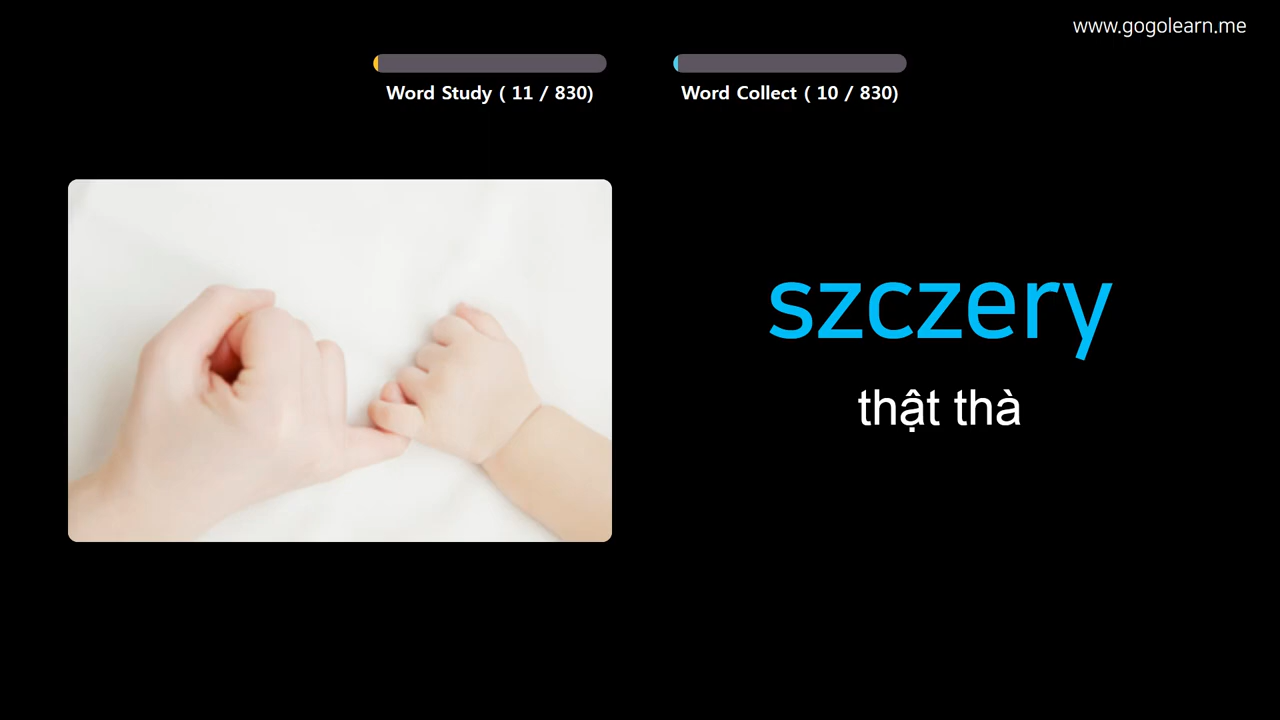 www.gogolearn.me
Word Study ( 11 / 830)
Word Collect ( 10 / 830)
szczery
thật thà